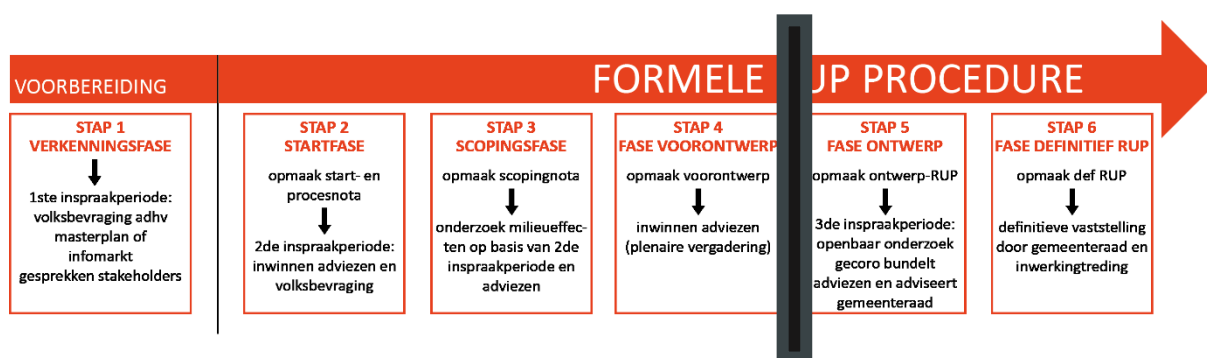 VOORBEREIDING
FORMELE UP PROCEDURE
STAP 1
VERKENNINGSFASE
1ste inspraakperiode:
volksbevraging adhv
masterplan of
infomarkt
gesprekken stakeholders
STAP 2
STARTFASE
opmaak start- en
procesnota
2de inspraakperiode:
inwinnen adviezen en
volksbevraging
STAP 3
SCOPINGSFASE
opmaak scopingnota
onderzoek milieueffec-
ten op basis van 2de
inspraakperiode en
adviezen
STAP 4
FASE VOORONTWERP
opmaak voorontwerp
inwinnen adviezen
(plenaire vergadering)
STAP 5
FASE ONTWERP
opmaak ontwerp-RUP
3de inspraakperiode:
openbaar onderzoek
gecoro bundelt
adviezen en adviseert
gemeenteraad
STAP 6
FASE DEFINITIEF RUP
opmaak def RUP
definitieve vaststelling
door gemeenteraad en
inwerkingtreding